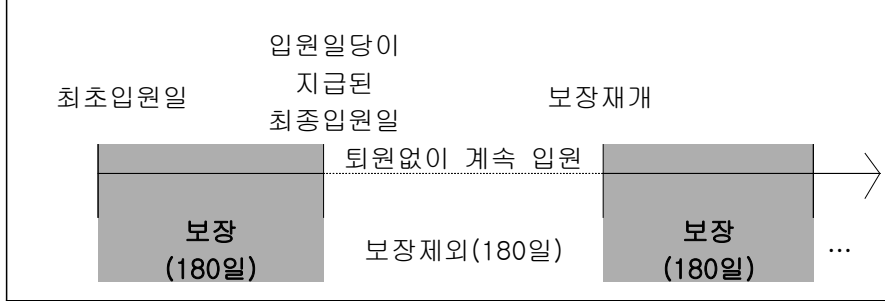 입원일당이
지급된
최종입원일
최초입원일
보장재개
퇴원없이 계속 입원
보장
(180일)
보장제외(180일)
보장
(180일)
…